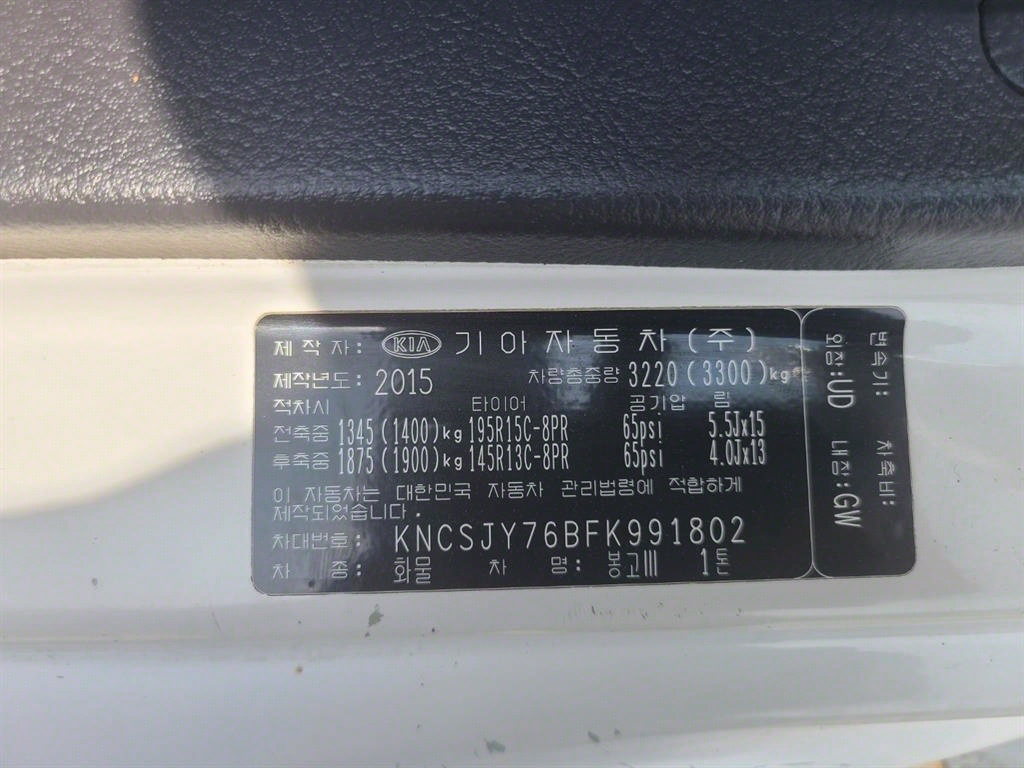 제 작 자: KIA 기아자동차(주)
제작년도: 2015 차량총중량 3220(3300)kg
적차시 타이어 공기압 림
전축중 1345(1400)kg 195R15C-8PR 65psi 5.5Jx15
후축중 1875(1900)kg 145R13C-8PR 65psi 4.0Jx13
이 자동차는 대한민국 자동차 관리법령에 적합하게
제작되었습니다.
차대번호: KNCSJY76BFK991802
차 종: 화물 차 명: 봉고III 1톤
변속기: 차축비:
외장:UD 내장:GW